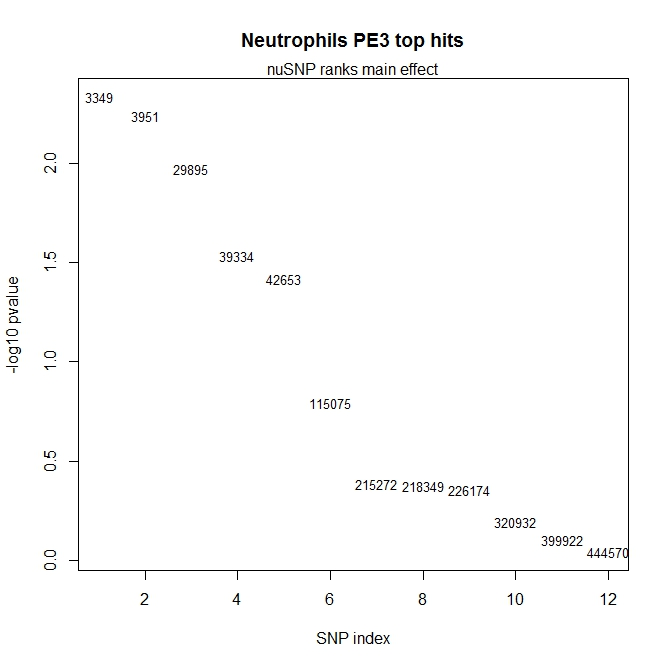 Neutrophils PE3 top hits
nuSNP ranks main effect
3349
3951
29895
39334
42653
115075
215272 218349 226174
320932
399922
444570
2.0
1.5
1.0
0.5
0.0
-log10 pvalue
2 4 6 8 10 12
SNP index